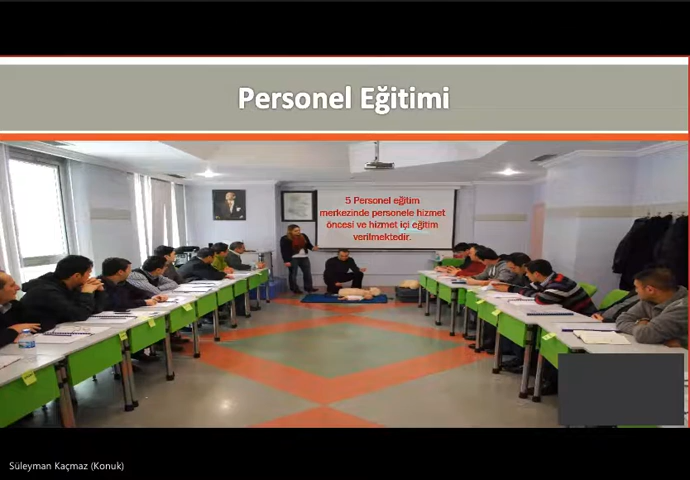 Personel Eğitimi
5 Personel eğitim
merkezinde personele hizmet
öncesi ve hizmet içi eğitim
verilmektedir.
Süleyman Kaçmaz (Konuk)